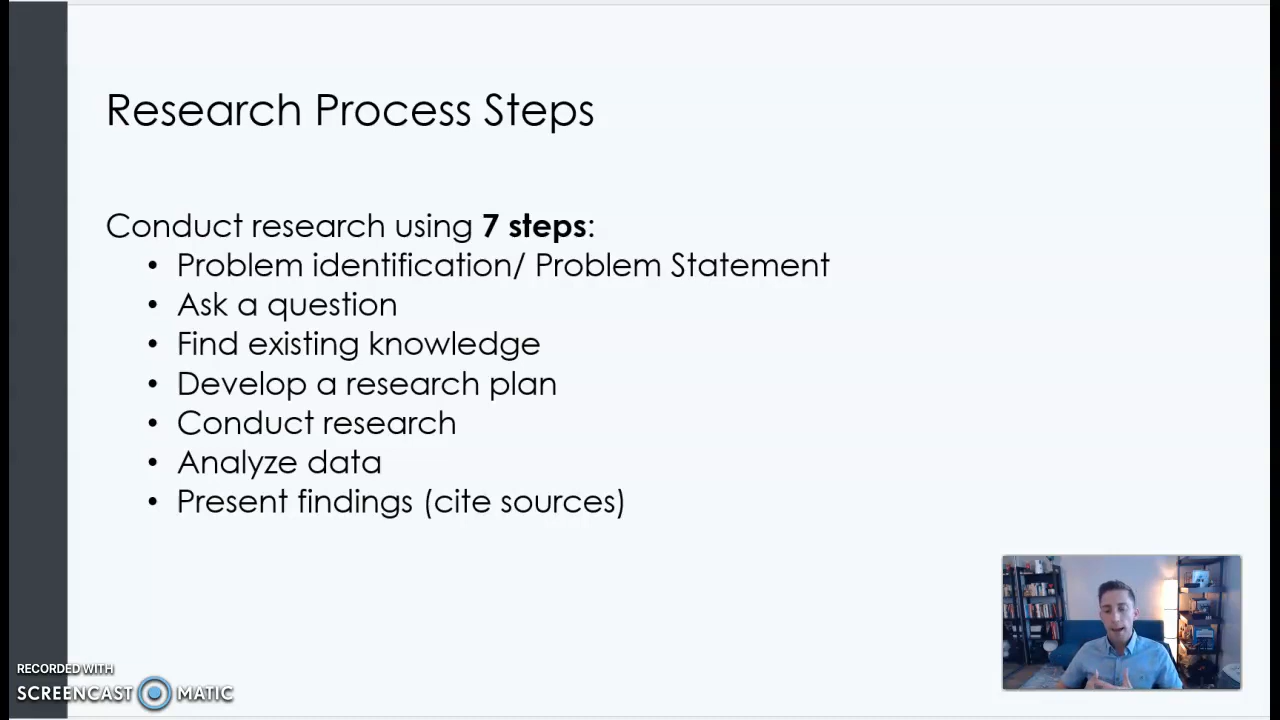 Research Process Steps
Conduct research using 7 steps:
• Problem identification/ Problem Statement
• Ask a question
• Find existing knowledge
• Develop a research plan
• Conduct research
• Analyze data
• Present findings (cite sources)
RECORDED WITH
SCREENCAST MATIC